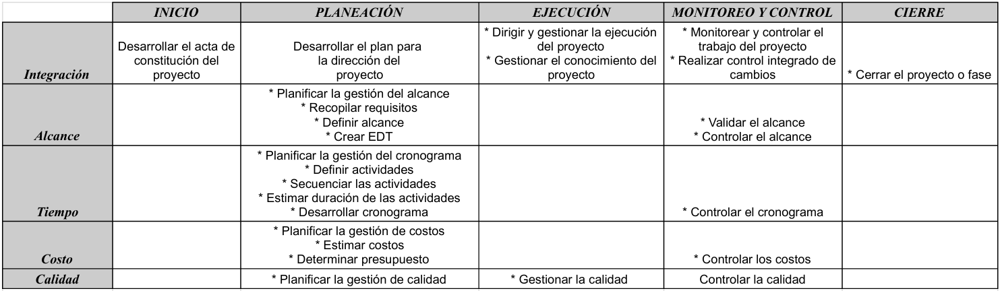 INICIO PLANEACIÓN EJECUCIÓN MONITOREO Y CONTROL CIERRE
Integración
Desarrollar el acta de
constitución del
proyecto
Desarrollar el plan para
la dirección del
proyecto
* Dirigir y gestionar la ejecución
del proyecto
* Gestionar el conocimiento del
proyecto
* Monitorear y controlar el
trabajo del proyecto
* Realizar control integrado de
cambios
* Cerrar el proyecto o fase
Alcance
* Planificar la gestión del alcance
* Recopilar requisitos
* Definir alcance
* Crear EDT
* Validar el alcance
* Controlar el alcance
Tiempo
* Planificar la gestión del cronograma
* Definir actividades
* Secuenciar las actividades
* Estimar duración de las actividades
* Desarrollar cronograma
* Controlar el cronograma
Costo
* Planificar la gestión de costos
* Estimar costos
* Determinar presupuesto
* Controlar los costos
Calidad
* Planificar la gestión de calidad
* Gestionar la calidad
Controlar la calidad